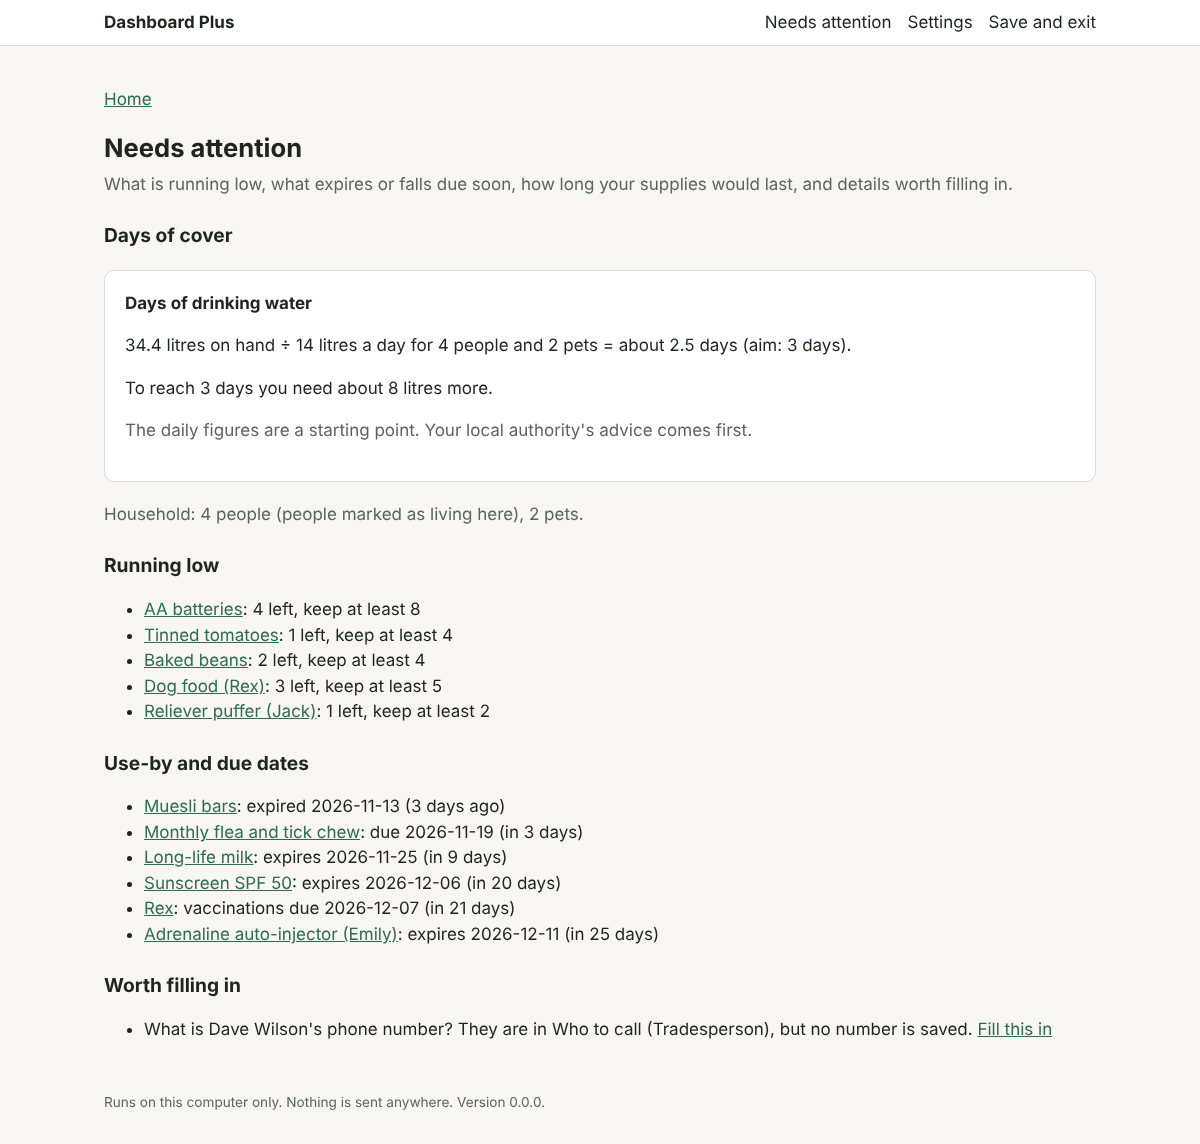 Dashboard Plus
Needs attention Settings Save and exit
Home
Needs attention
What is running low, what expires or falls due soon, how long your supplies would last, and details worth filling in.
Days of cover
Days of drinking water
34.4 litres on hand ÷ 14 litres a day for 4 people and 2 pets = about 2.5 days (aim: 3 days).
To reach 3 days you need about 8 litres more.
The daily figures are a starting point. Your local authority's advice comes first.
Household: 4 people (people marked as living here), 2 pets.
Running low
AA batteries: 4 left, keep at least 8
Tinned tomatoes: 1 left, keep at least 4
Baked beans: 2 left, keep at least 4
Dog food (Rex): 3 left, keep at least 5
Reliever puffer (Jack): 1 left, keep at least 2
Use-by and due dates
Muesli bars: expired 2026-11-13 (3 days ago)
Monthly flea and tick chew: due 2026-11-19 (in 3 days)
Long-life milk: expires 2026-11-25 (in 9 days)
Sunscreen SPF 50: expires 2026-12-06 (in 20 days)
Rex: vaccinations due 2026-12-07 (in 21 days)
Adrenaline auto-injector (Emily): expires 2026-12-11 (in 25 days)
Worth filling in
What is Dave Wilson's phone number? They are in Who to call (Tradesperson), but no number is saved. Fill this in
Runs on this computer only. Nothing is sent anywhere. Version 0.0.0.